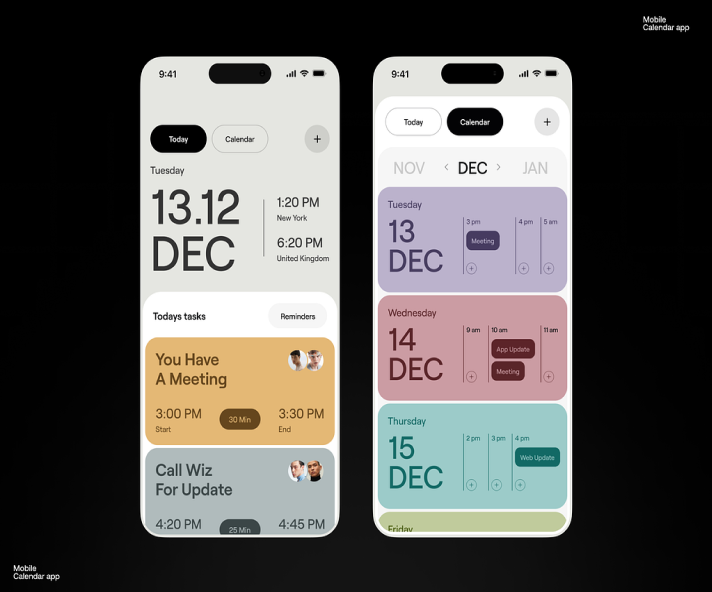 Mobile
Calendar app
9:41
Today
Calendar
+
Tuesday
13.12
DEC
1:20 PM
New York
6:20 PM
United Kingdom
Todays tasks
Reminders
You Have
A Meeting
3:00 PM
Start
30 Min
3:30 PM
End
Call Wiz
For Update
4:20 PM
25 Min
4:45 PM
9:41
Today
Calendar
+
NOV
< DEC >
JAN
Tuesday
13
DEC
3 pm
4 pm
5 am
Meeting
+
+
+
Wednesday
14
DEC
9 am
10 am
11 am
App Update
Meeting
+
+
Thursday
15
DEC
2 pm
3 pm
4 pm
Web Update
+
+
+
Friday
Mobile
Calendar app